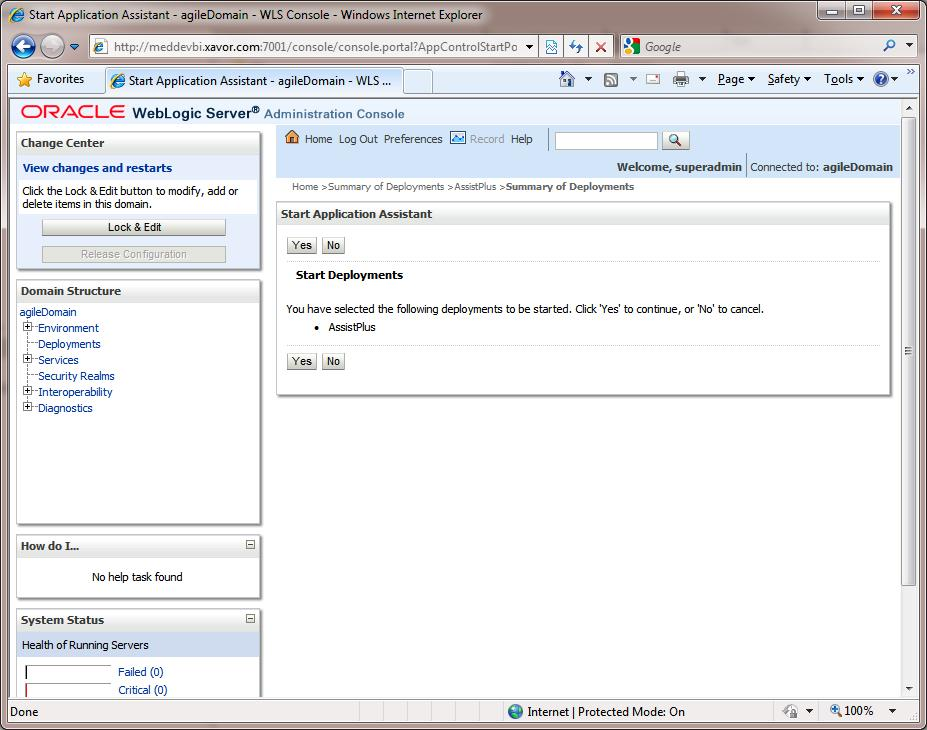 Start Application Assistant - agileDomain - WLS Console - Windows Internet Explorer
http://meddevbi.xavor.com:7001/console/console.portal?AppControlStartPo
Google
Favorites
Start Application Assistant - agileDomain - WLS ...
Page
Safety
Tools
ORACLE WebLogic Server® Administration Console
Change Center
View changes and restarts
Click the Lock & Edit button to modify, add or
delete items in this domain.
Lock & Edit
Release Configuration
Domain Structure
agileDomain
Environment
Deployments
Services
Security Realms
Interoperability
Diagnostics
How do I...
No help task found
System Status
Health of Running Servers
Failed (0)
Critical (0)
Home Log Out Preferences Record Help
Welcome, superadmin Connected to: agileDomain
Home >Summary of Deployments >AssistPlus >Summary of Deployments
Start Application Assistant
Yes No
Start Deployments
You have selected the following deployments to be started. Click 'Yes' to continue, or 'No' to cancel.
• AssistPlus
Yes No
Done
Internet | Protected Mode: On
100%